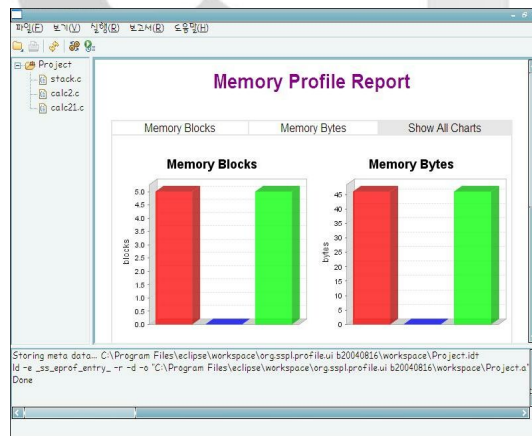 파일(F) 보기(V) 실행(R) 보고서(R) 도움말(H)
Project
stack.c
calc2.c
calc21.c
Memory Profile Report
Memory Blocks Memory Bytes Show All Charts
Memory Blocks
blocks
5.0
4.5
4.0
3.5
3.0
2.5
2.0
1.5
1.0
0.5
0.0
Memory Bytes
bytes
45
40
35
30
25
20
15
10
5
0
Storing meta data... C:\Program Files\eclipse\workspace\org.sspl.profile.ui b20040816\workspace\Project.idt
ld -e _ss_eprof_entry_ -r -d -o "C:\Program Files\eclipse\workspace\org.sspl.profile.ui b20040816\workspace\Project.a"
Done